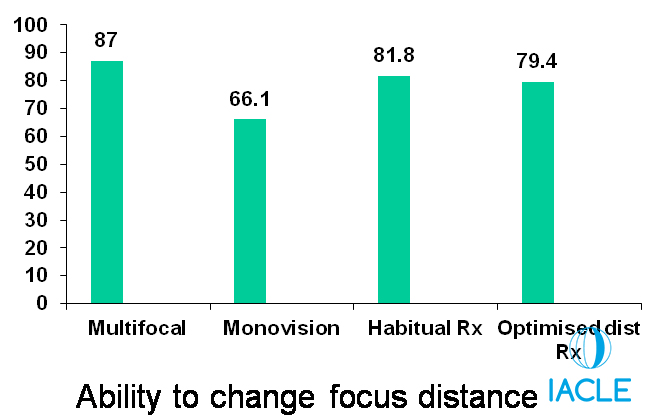 100
90
80
70
60
50
40
30
20
10
0
87
66.1
81.8
79.4
Multifocal
Monovision
Habitual Rx
Optimised dist
Rx
Ability to change focus distance
IACLE